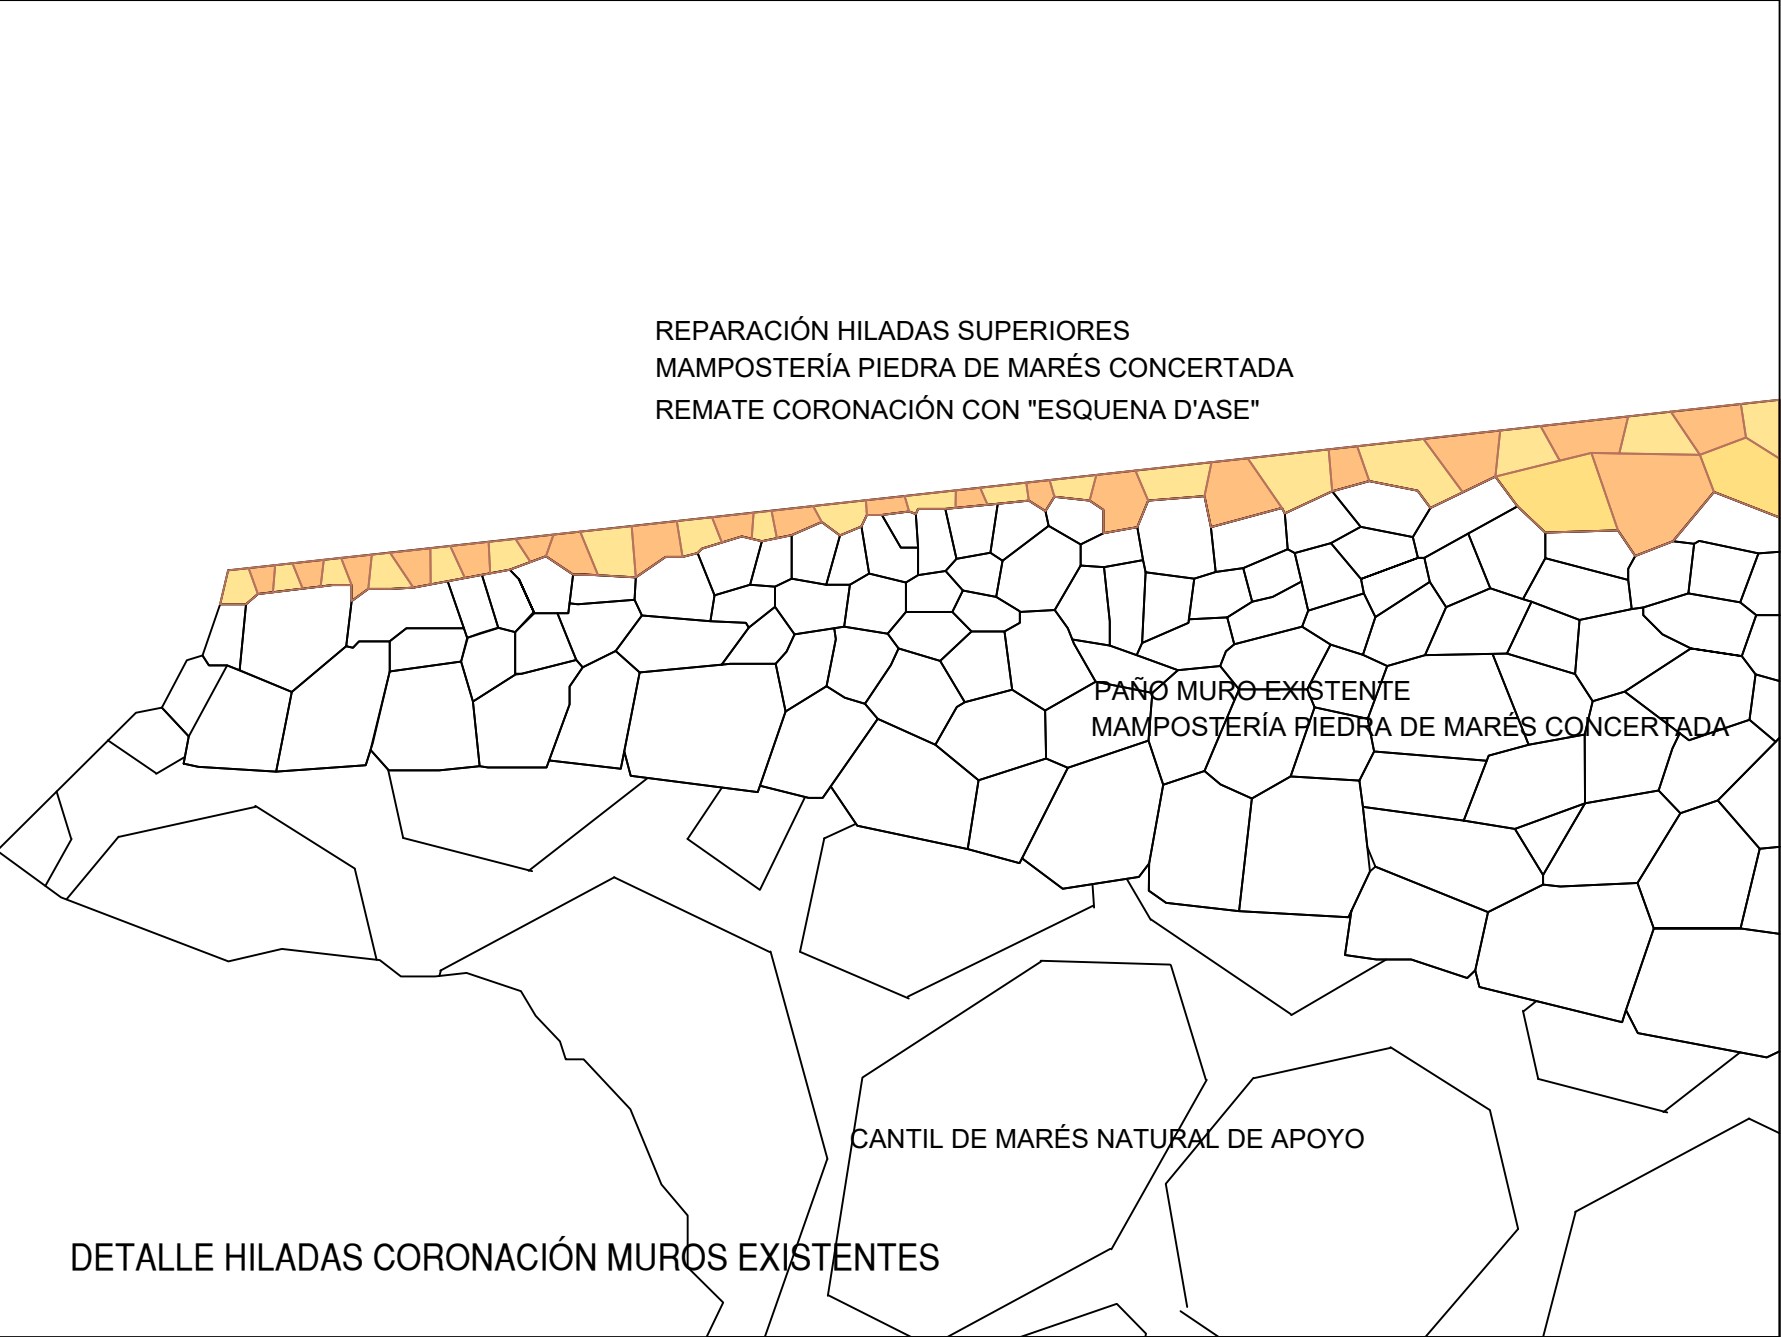 REPARACIÓN HILADAS SUPERIORES
MAMPOSTERÍA PIEDRA DE MARÉS CONCERTADA
REMATE CORONACIÓN CON "ESQUENA D'ASE"
PAÑO MURO EXISTENTE
MAMPOSTERÍA PIEDRA DE MARÉS CONCERTADA
CANTIL DE MARÉS NATURAL DE APOYO
DETALLE HILADAS CORONACIÓN MUROS EXISTENTES